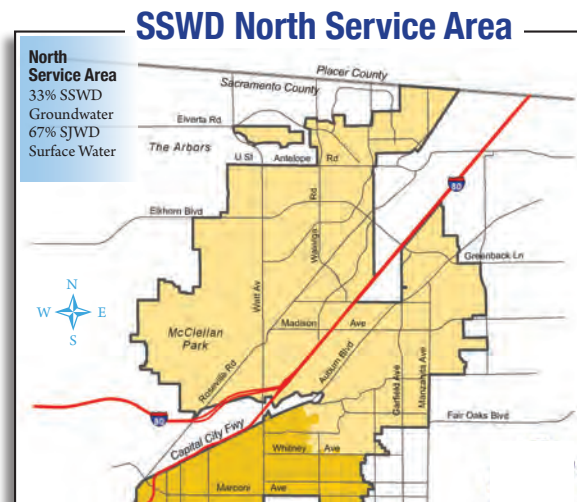 SSWD North Service Area
North
Service Area
33% SSWD
Groundwater
67% SJWD
Surface Water
Placer County
Sacramento County
Elverta Rd
The Arbors
U St
Antelope Rd
Elkhorn Blvd
Walerga Rd
80
Greenback Ln
N
W E
S
Watt Av
McClellan
Park
Madison Ave
Roseville Rd
Auburn Blvd
Garfield Ave
Manzanita Ave
80
Fair Oaks Blvd
Capital City Fwy
Whitney Ave
Marconi Ave